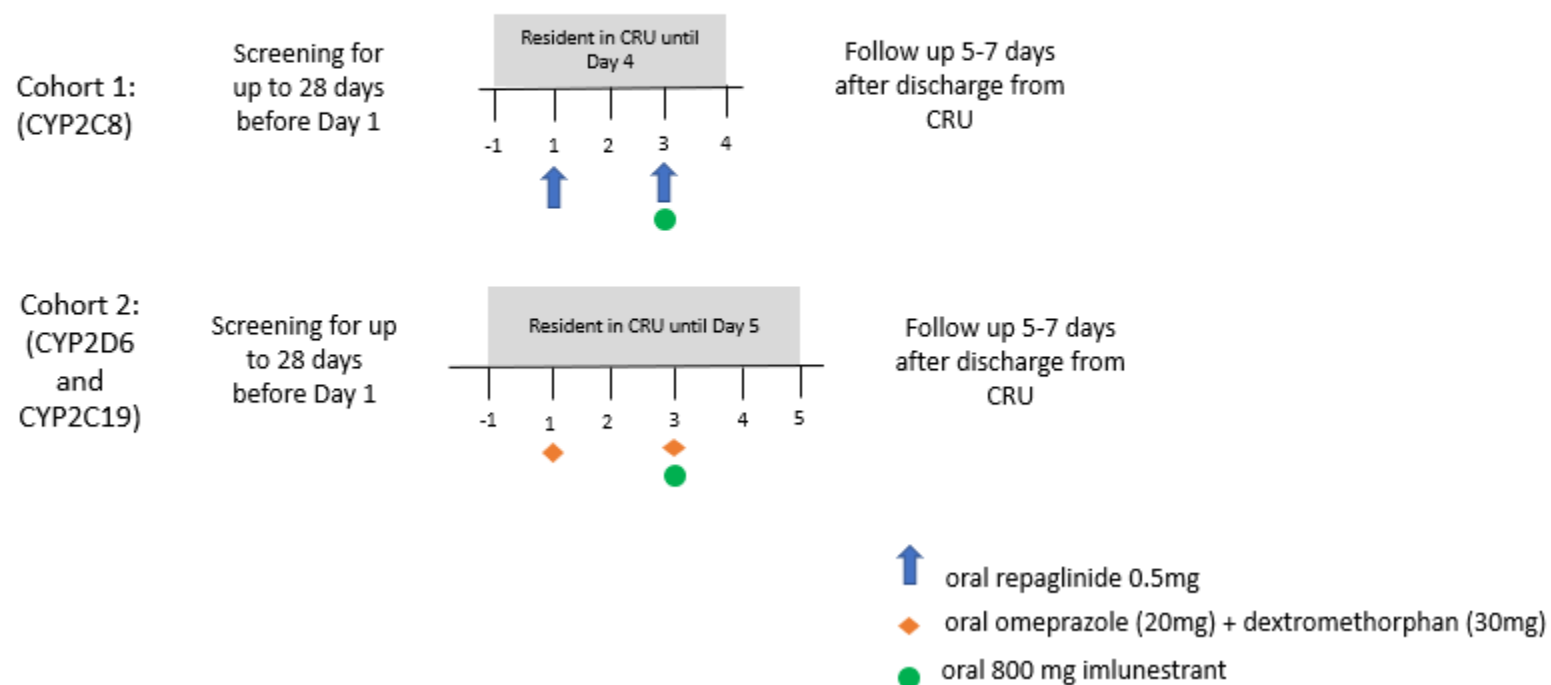 Cohort 1:
(CYP2C8)
Screening for
up to 28 days
before Day 1
Resident in CRU until
Day 4
-1 1 2 3 4
Follow up 5-7 days
after discharge from
CRU
Cohort 2:
(CYP2D6
and
CYP2C19)
Screening for up
to 28 days
before Day 1
Resident in CRU until Day 5
-1 1 2 3 4 5
Follow up 5-7 days
after discharge from
CRU
oral repaglinide 0.5mg
oral omeprazole (20mg) + dextromethorphan (30mg)
oral 800 mg imlunestrant